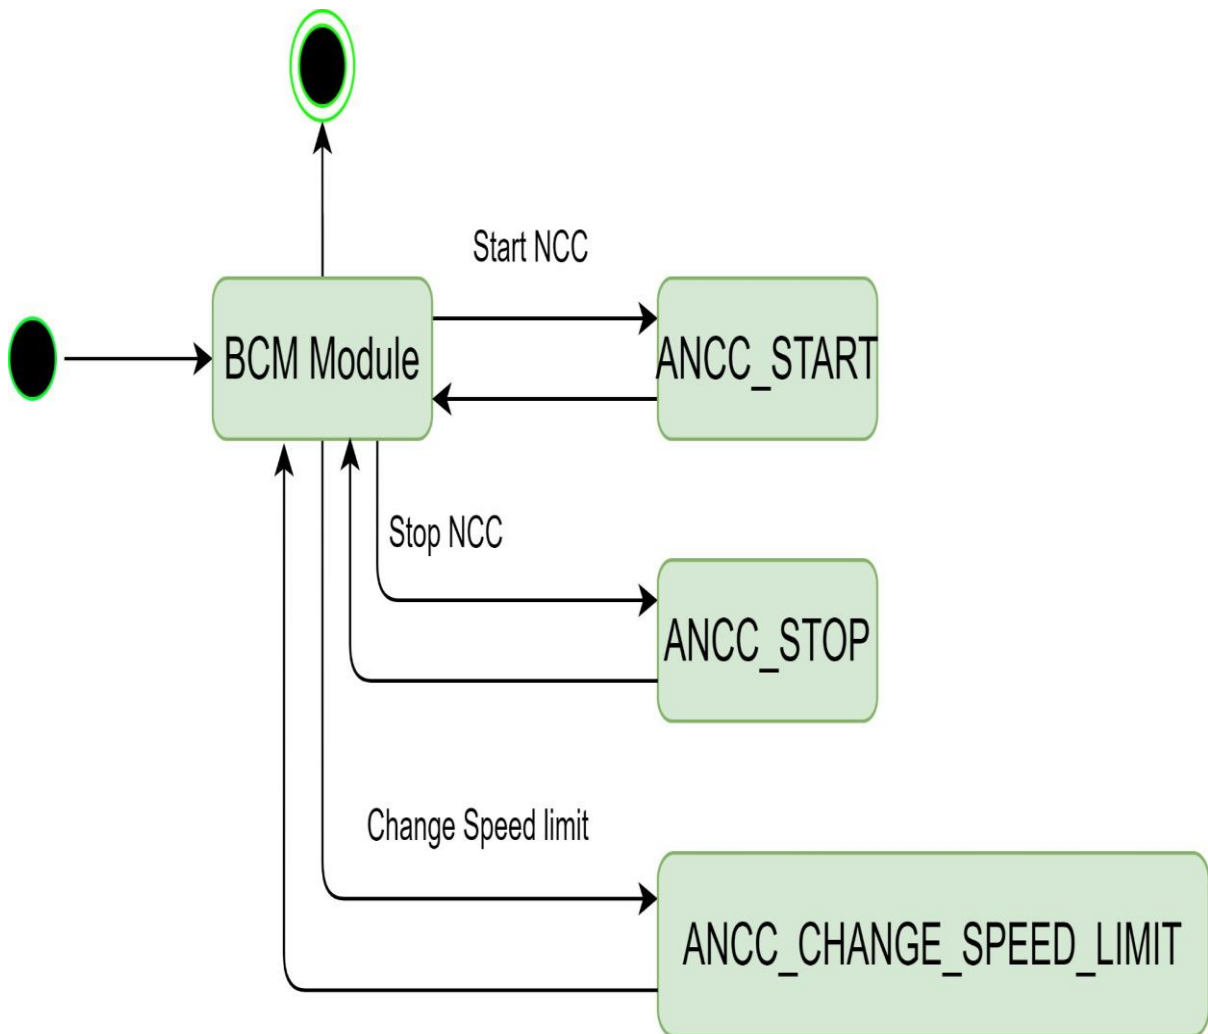 Start NCC
BCM Module
ANCC_START
Stop NCC
ANCC_STOP
Change Speed limit
ANCC_CHANGE_SPEED_LIMIT